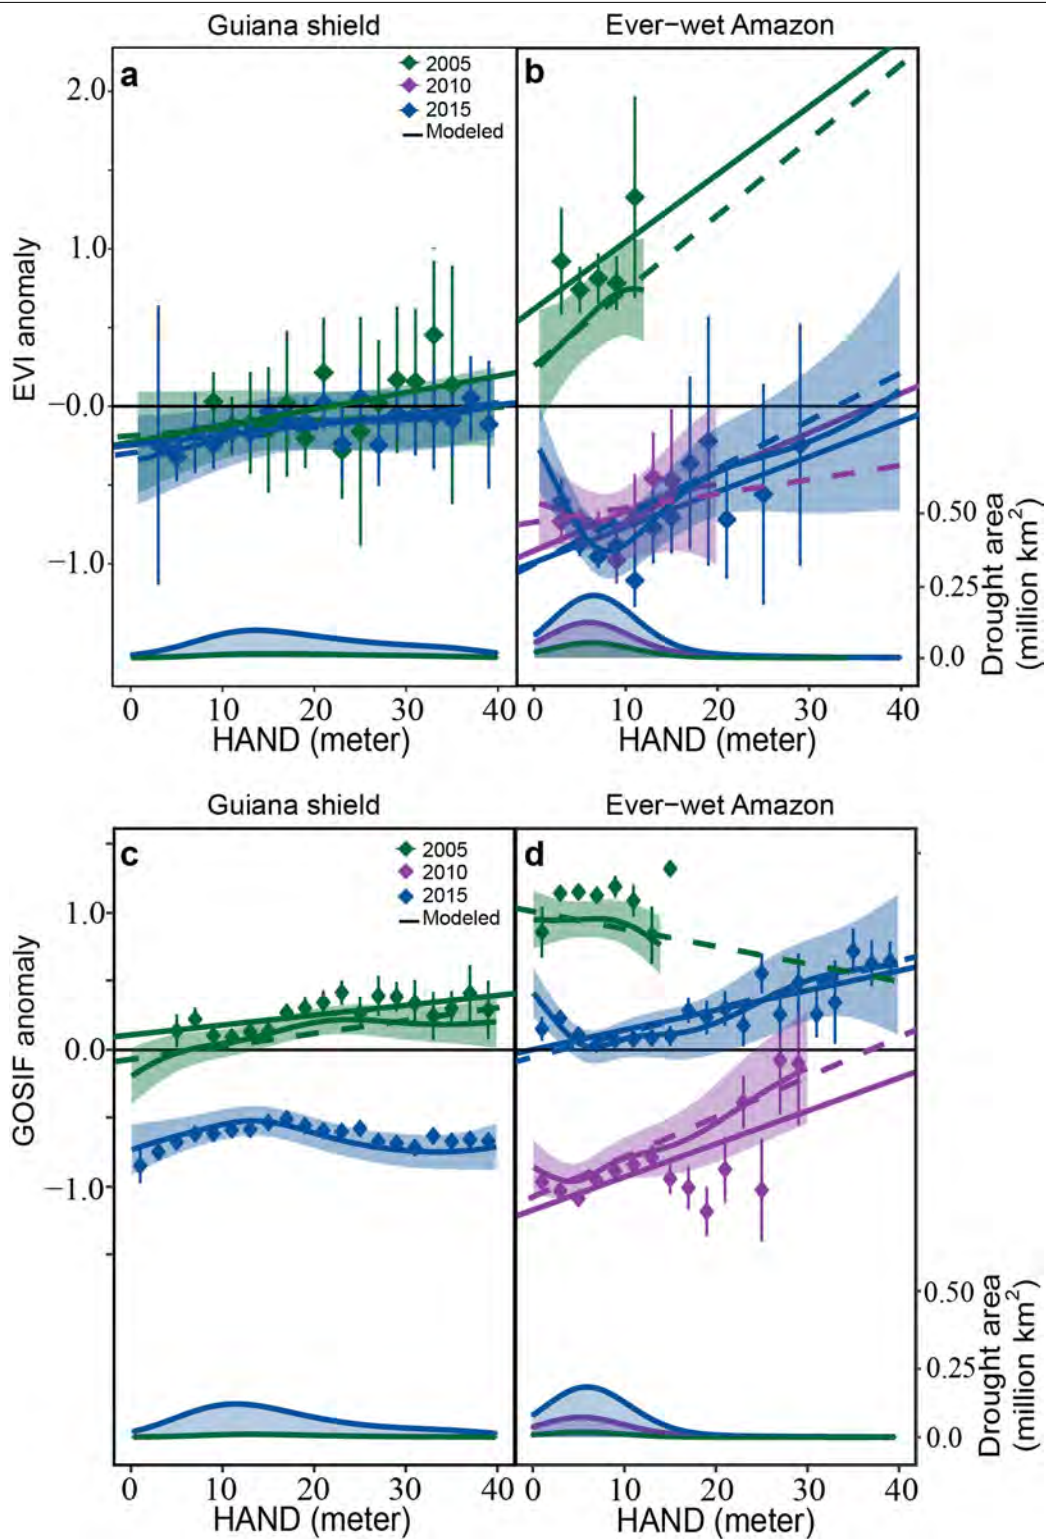 Guiana shield
Ever−wet Amazon
a
2005
2010
2015
Modeled
b
2.0
1.0
−0.0
−1.0
EVI anomaly
0.50
0.25
0.0
Drought area
(million km²)
0 10 20 30 40
0 10 20 30 40
HAND (meter)
HAND (meter)
Guiana shield
Ever−wet Amazon
c
2005
2010
2015
Modeled
d
1.0
0.0
−1.0
GOSIF anomaly
0.50
0.25
0.0
Drought area
(million km²)
0 10 20 30 40
0 10 20 30 40
HAND (meter)
HAND (meter)